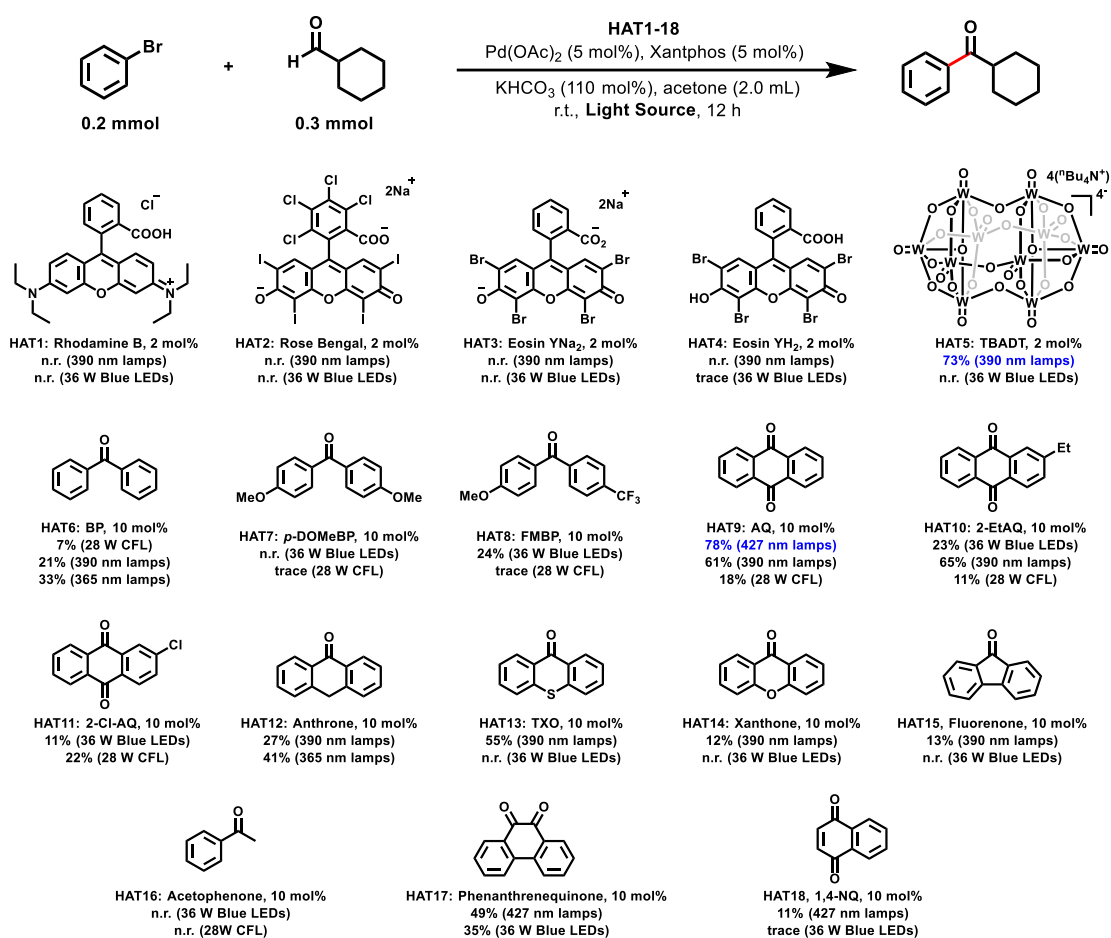 Br
O
H
+
HAT1-18
Pd(OAc)2 (5 mol%), Xantphos (5 mol%)
KHCO3 (110 mol%), acetone (2.0 mL)
r.t., Light Source, 12 h
O
0.2 mmol
0.3 mmol
Cl−
COOH
N
O
N+
HAT1: Rhodamine B, 2 mol%
n.r. (390 nm lamps)
n.r. (36 W Blue LEDs)
2Na+
Cl
Cl
Cl
Cl
COO−
I
I
−O
O
O
I
I
HAT2: Rose Bengal, 2 mol%
n.r. (390 nm lamps)
n.r. (36 W Blue LEDs)
2Na+
CO2−
Br
Br
−O
O
O
Br
Br
HAT3: Eosin YNa2, 2 mol%
n.r. (390 nm lamps)
n.r. (36 W Blue LEDs)
COOH
Br
Br
HO
O
O
Br
Br
HAT4: Eosin YH2, 2 mol%
n.r. (390 nm lamps)
trace (36 W Blue LEDs)
4(nBu4N+)
4-
O
O
W
O
W
O
O
O
O
O
O
O
W
W
O
O=W
W=O
O
W
O
W
O
O
O
O
O
W
O
W
O
O
HAT5: TBADT, 2 mol%
73% (390 nm lamps)
n.r. (36 W Blue LEDs)
O
HAT6: BP, 10 mol%
7% (28 W CFL)
21% (390 nm lamps)
33% (365 nm lamps)
O
MeO
OMe
HAT7: p-DOMeBP, 10 mol%
n.r. (36 W Blue LEDs)
trace (28 W CFL)
O
MeO
CF3
HAT8: FMBP, 10 mol%
24% (36 W Blue LEDs)
trace (28 W CFL)
O
O
HAT9: AQ, 10 mol%
78% (427 nm lamps)
61% (390 nm lamps)
18% (28 W CFL)
O
Et
O
HAT10: 2-EtAQ, 10 mol%
23% (36 W Blue LEDs)
65% (390 nm lamps)
11% (28 W CFL)
O
Cl
O
HAT11: 2-Cl-AQ, 10 mol%
11% (36 W Blue LEDs)
22% (28 W CFL)
O
HAT12: Anthrone, 10 mol%
27% (390 nm lamps)
41% (365 nm lamps)
O
S
HAT13: TXO, 10 mol%
55% (390 nm lamps)
n.r. (36 W Blue LEDs)
O
O
HAT14: Xanthone, 10 mol%
12% (390 nm lamps)
n.r. (36 W Blue LEDs)
O
HAT15, Fluorenone, 10 mol%
13% (390 nm lamps)
n.r. (36 W Blue LEDs)
O
HAT16: Acetophenone, 10 mol%
n.r. (36 W Blue LEDs)
n.r. (28W CFL)
O
O
HAT17: Phenanthrenequinone, 10 mol%
49% (427 nm lamps)
35% (36 W Blue LEDs)
O
O
HAT18, 1,4-NQ, 10 mol%
11% (427 nm lamps)
trace (36 W Blue LEDs)